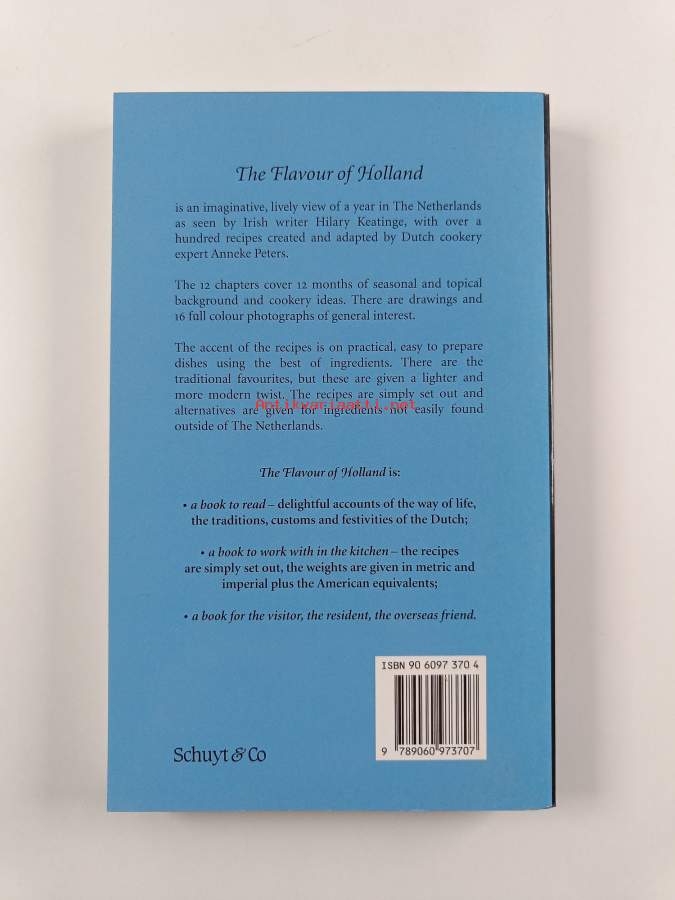 The Flavour of Holland
is an imaginative, lively view of a year in The Netherlands
as seen by Irish writer Hilary Keatinge, with over a
hundred recipes created and adapted by Dutch cookery
expert Anneke Peters.
The 12 chapters cover 12 months of seasonal and topical
background and cookery ideas. There are drawings and
16 full colour photographs of general interest.
The accent of the recipes is on practical, easy to prepare
dishes using the best of ingredients. There are the
traditional favourites, but these are given a lighter and
more modern twist. The recipes are simply set out and
Antikvariaatti.net
alternatives are given for ingredients not easily found
outside of The Netherlands.
The Flavour of Holland is:
• a book to read – delightful accounts of the way of life,
the traditions, customs and festivities of the Dutch;
• a book to work with in the kitchen – the recipes
are simply set out, the weights are given in metric and
imperial plus the American equivalents;
• a book for the visitor, the resident, the overseas friend.
ISBN 90 6097 370 4
9 789060 973707
Schuyt & Co